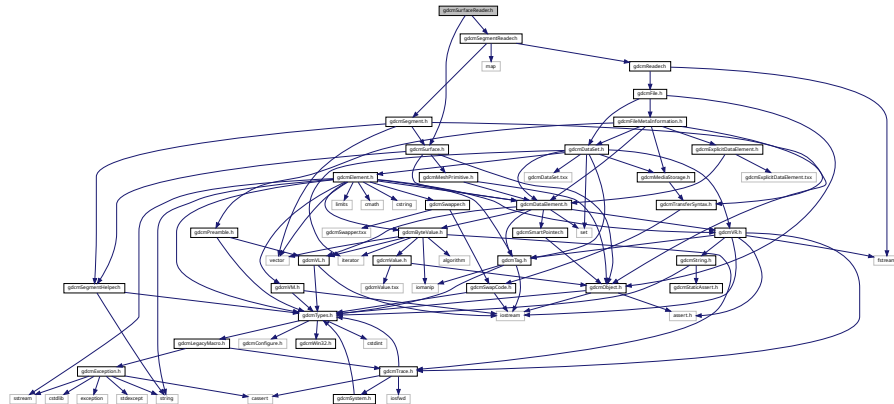 gdcmSurfaceReader.h
gdcmSegmentReader.h
map
gdcmReader.h
gdcmFile.h
gdcmSegment.h
gdcmFileMetaInformation.h
gdcmSurface.h
gdcmDataSet.h
gdcmExplicitDataElement.h
gdcmElement.h
gdcmMeshPrimitive.h
gdcmDataSet.txx
gdcmMediaStorage.h
gdcmExplicitDataElement.txx
limits
cmath
cstring
gdcmSwapper.h
gdcmDataElement.h
gdcmTransferSyntax.h
gdcmPreamble.h
gdcmSwapper.txx
gdcmByteValue.h
gdcmSmartPointer.h
set
gdcmVR.h
vector
gdcmVL.h
iterator
gdcmValue.h
algorithm
gdcmTag.h
gdcmString.h
fstream
gdcmSegmentHelper.h
gdcmVM.h
gdcmValue.txx
iomanip
gdcmSwapCode.h
gdcmObject.h
gdcmStaticAssert.h
gdcmTypes.h
iostream
assert.h
gdcmLegacyMacro.h
gdcmConfigure.h
gdcmWin32.h
cstdint
gdcmException.h
gdcmTrace.h
sstream
cstdlib
exception
stdexcept
string
cassert
gdcmSystem.h
iosfwd